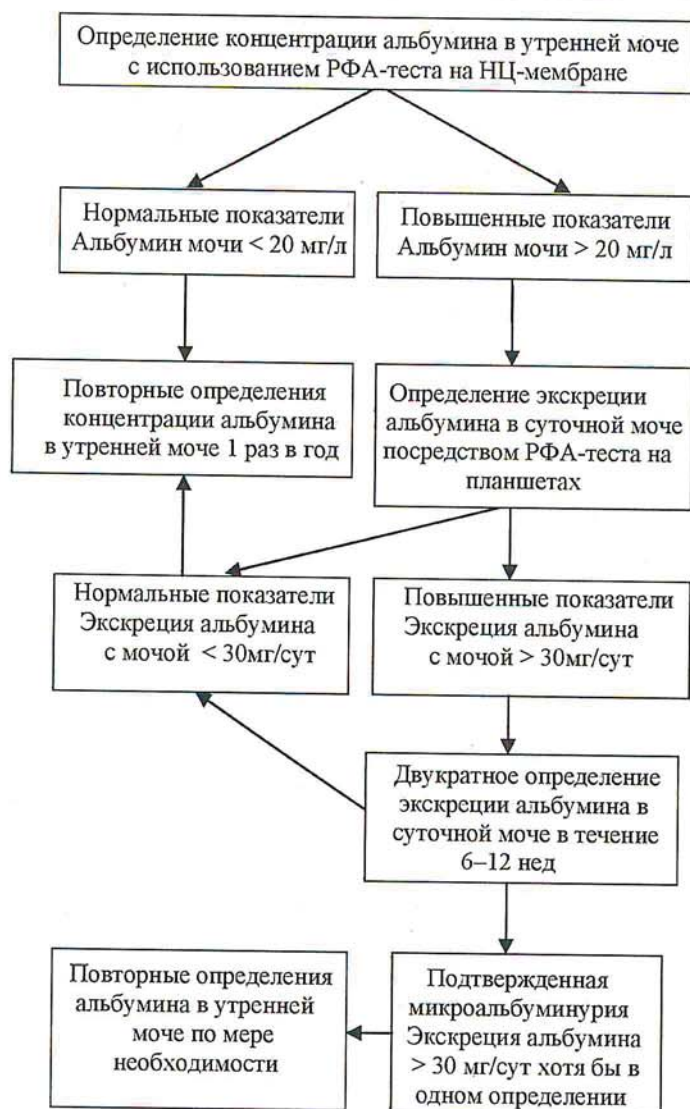 Определение концентрации альбумина в утренней моче
с использованием РФА-теста на НЦ-мембране
Нормальные показатели
Альбумин мочи < 20 мг/л
Повышенные показатели
Альбумин мочи > 20 мг/л
Повторные определения
концентрации альбумина
в утренней моче 1 раз в год
Определение экскреции
альбумина в суточной моче
посредством РФА-теста на
планшетах
Нормальные показатели
Экскреция альбумина
с мочой < 30мг/сут
Повышенные показатели
Экскреция альбумина
с мочой > 30мг/сут
Двукратное определение
экскреции альбумина в
суточной моче в течение
6–12 нед
Повторные определения
альбумина в утренней
моче по мере
необходимости
Подтвержденная
микроальбуминурия
Экскреция альбумина
> 30 мг/сут хотя бы в
одном определении